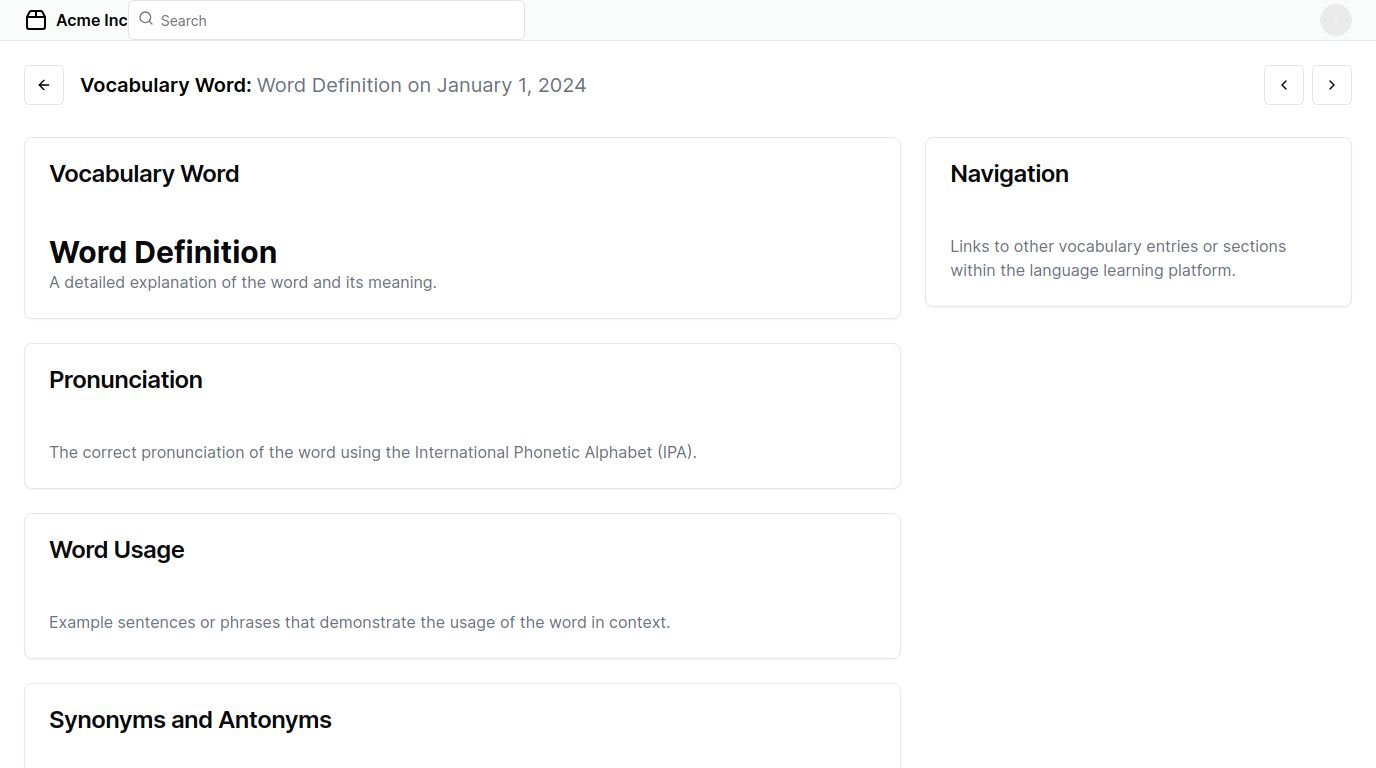 Acme Inc
Search
Vocabulary Word: Word Definition on January 1, 2024
Vocabulary Word
Word Definition
A detailed explanation of the word and its meaning.
Pronunciation
The correct pronunciation of the word using the International Phonetic Alphabet (IPA).
Word Usage
Example sentences or phrases that demonstrate the usage of the word in context.
Synonyms and Antonyms
Navigation
Links to other vocabulary entries or sections
within the language learning platform.